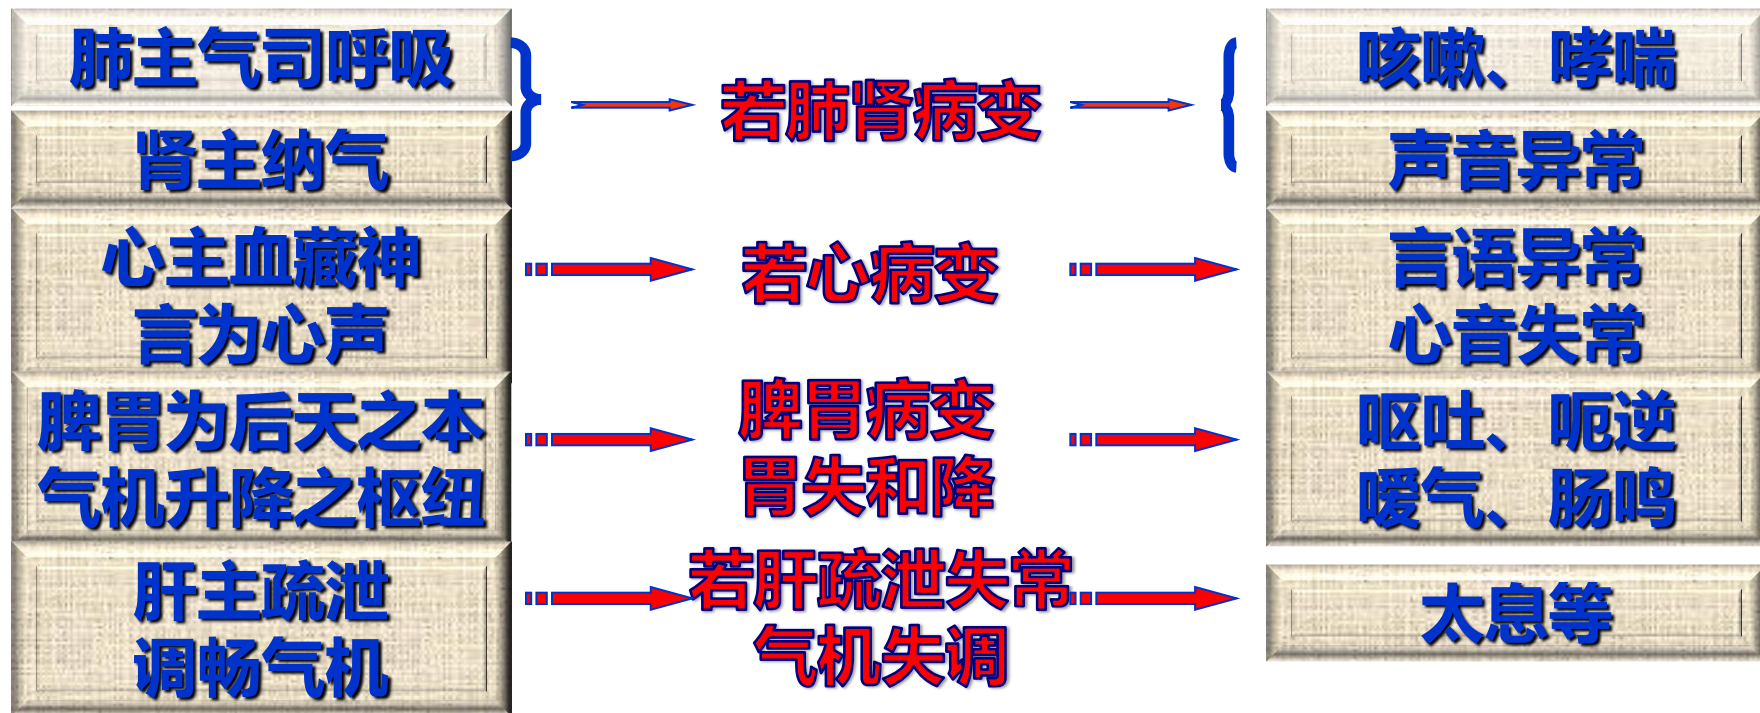 肺主气司呼吸
肾主纳气
若肺肾病变
咳嗽、哮喘
声音异常
心主血藏神
言为心声
若心病变
言语异常
心音失常
脾胃为后天之本
气机升降之枢纽
脾胃病变
胃失和降
呕吐、呃逆
嗳气、肠鸣
肝主疏泄
调畅气机
若肝疏泄失常
气机失调
太息等